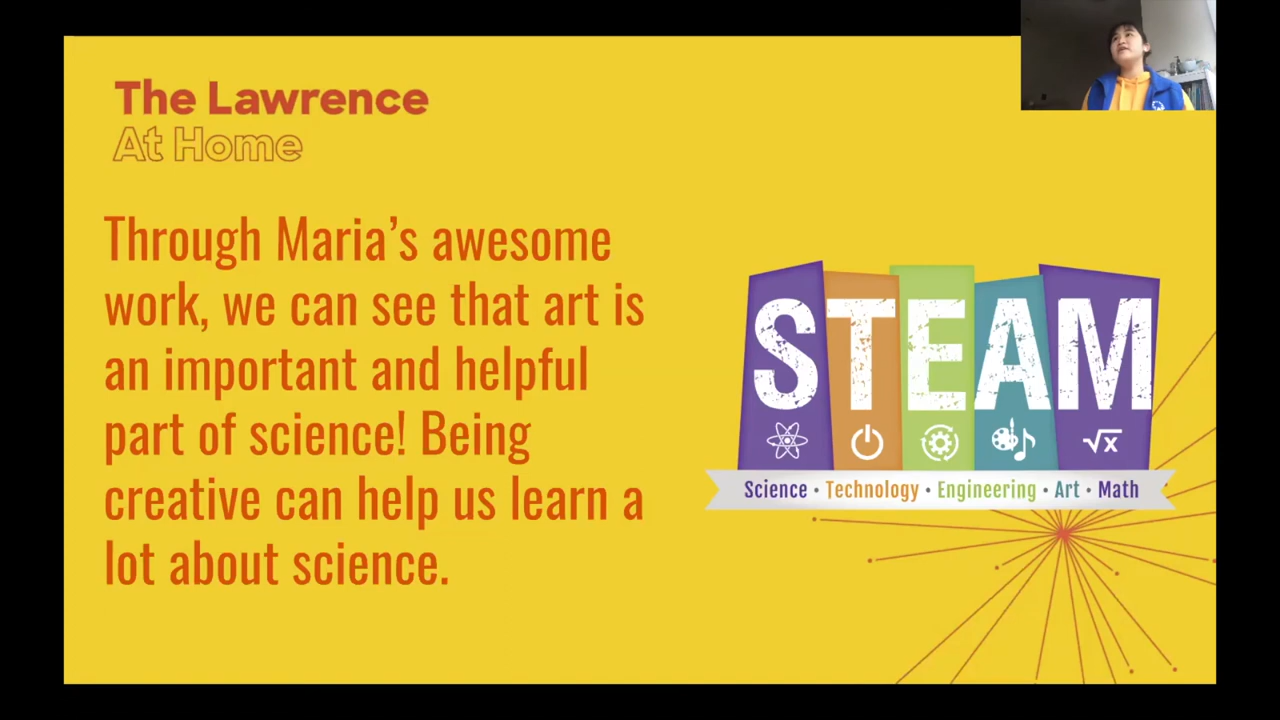 The Lawrence
At Home
Through Maria’s awesome
work, we can see that art is
an important and helpful
part of science! Being
creative can help us learn a
lot about science.
STEAM
√x
Science • Technology • Engineering • Art • Math